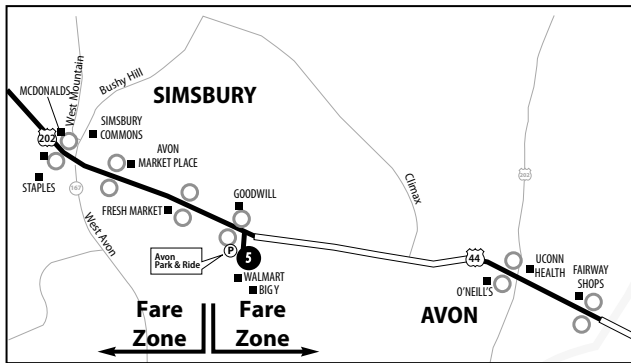 West Mountain
Bushy Hill
MCDONALDS
SIMSBURY
SIMSBURY
COMMONS
202
AVON
MARKET PLACE
STAPLES
167
202
Climax
GOODWILL
FRESH MARKET
West Avon
Avon
Park & Ride
P
5
44
UCONN
HEALTH
WALMART
BIG Y
O'NEILL'S
FAIRWAY
SHOPS
AVON
Fare
Zone
Fare
Zone